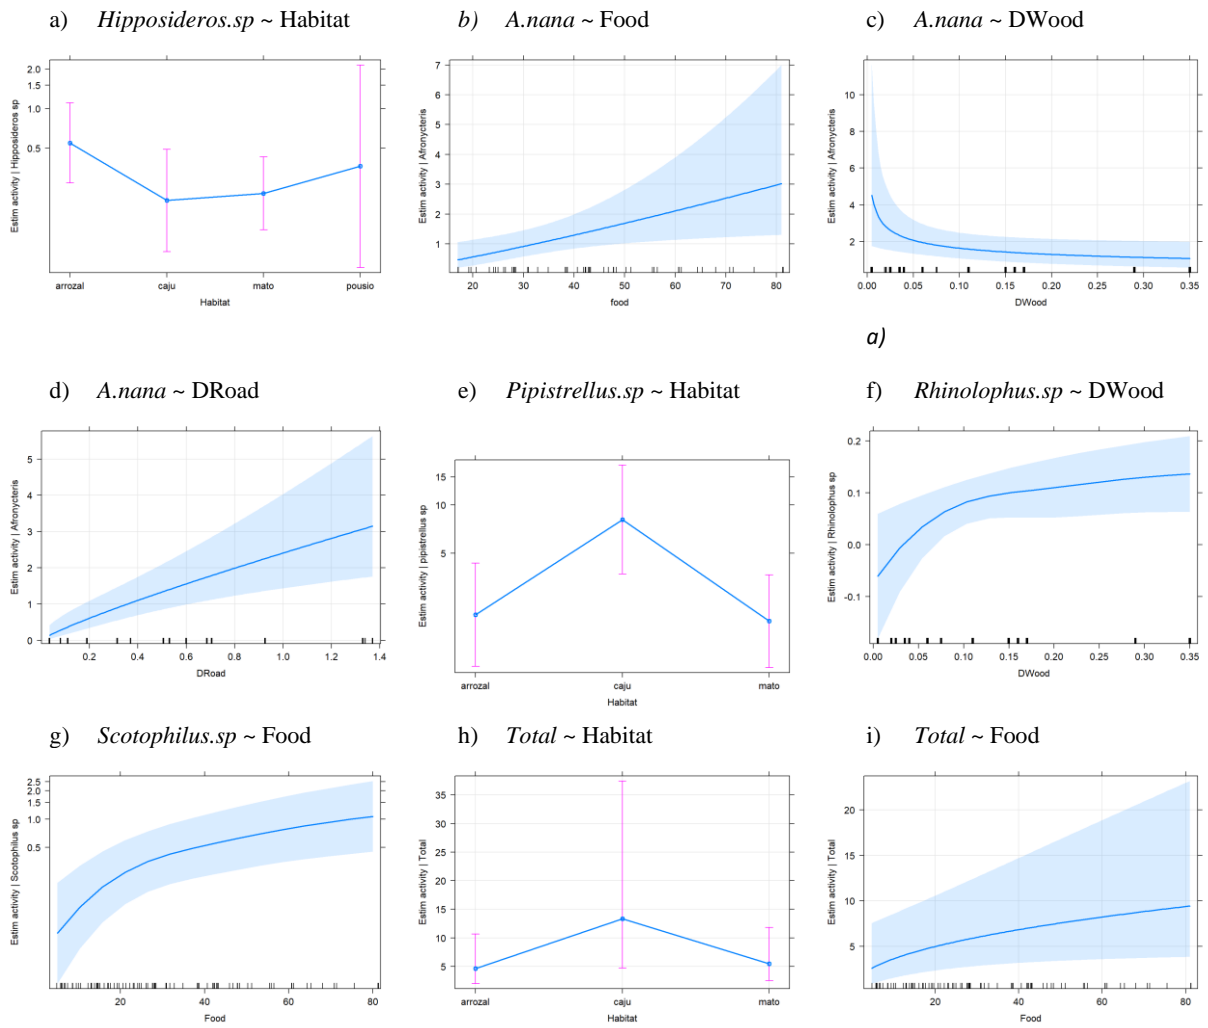 a) Hipposideros.sp ~ Habitat
b) A.nana ~ Food
c) A.nana ~ DWood
Estim activity | Hipposideros sp
2.0
1.5
1.0
0.5
arrozal caju mato pousio
Habitat
Estim activity | Afronycteris
7
6
5
4
3
2
1
20 30 40 50 60 70 80
food
Estim activity | Afronycteris
10
8
6
4
2
0.00 0.05 0.10 0.15 0.20 0.25 0.30 0.35
DWood
a)
d) A.nana ~ DRoad
e) Pipistrellus.sp ~ Habitat
f) Rhinolophus.sp ~ DWood
Estim activity | Afronycteris
5
4
3
2
1
0
0.2 0.4 0.6 0.8 1.0 1.2 1.4
DRoad
Estim activity | pipistrellus sp
15
10
5
arrozal caju mato
Habitat
Estim activity | Rhinolophus sp
0.2
0.1
0.0
-0.1
0.00 0.05 0.10 0.15 0.20 0.25 0.30 0.35
DWood
g) Scotophilus.sp ~ Food
h) Total ~ Habitat
i) Total ~ Food
Estim activity | Scotophilus sp
2.5
2.0
1.5
1.0
0.5
20 40 60 80
Food
Estim activity | Total
35
30
25
20
15
10
5
arrozal caju mato
Habitat
Estim activity | Total
20
15
10
5
20 40 60 80
Food